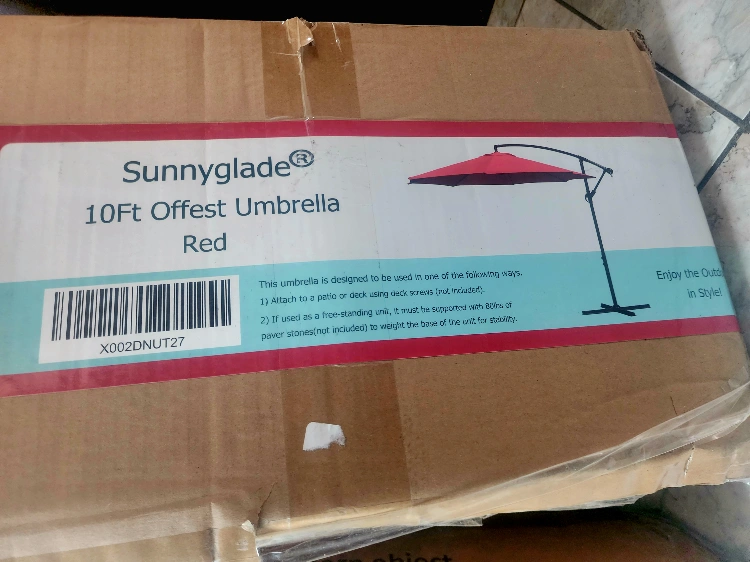 Sunnyglade®
10Ft Offest Umbrella
Red
This umbrella is designed to be used in one of the following ways.
1) Attach to a patio or deck using deck screws (not included).
2) If used as a free-standing unit, it must be supported with 80lns of
paver stones(not included) to weight the base of the unit for stability.
X002DNUT27
Enjoy the Outd
in Style!
object